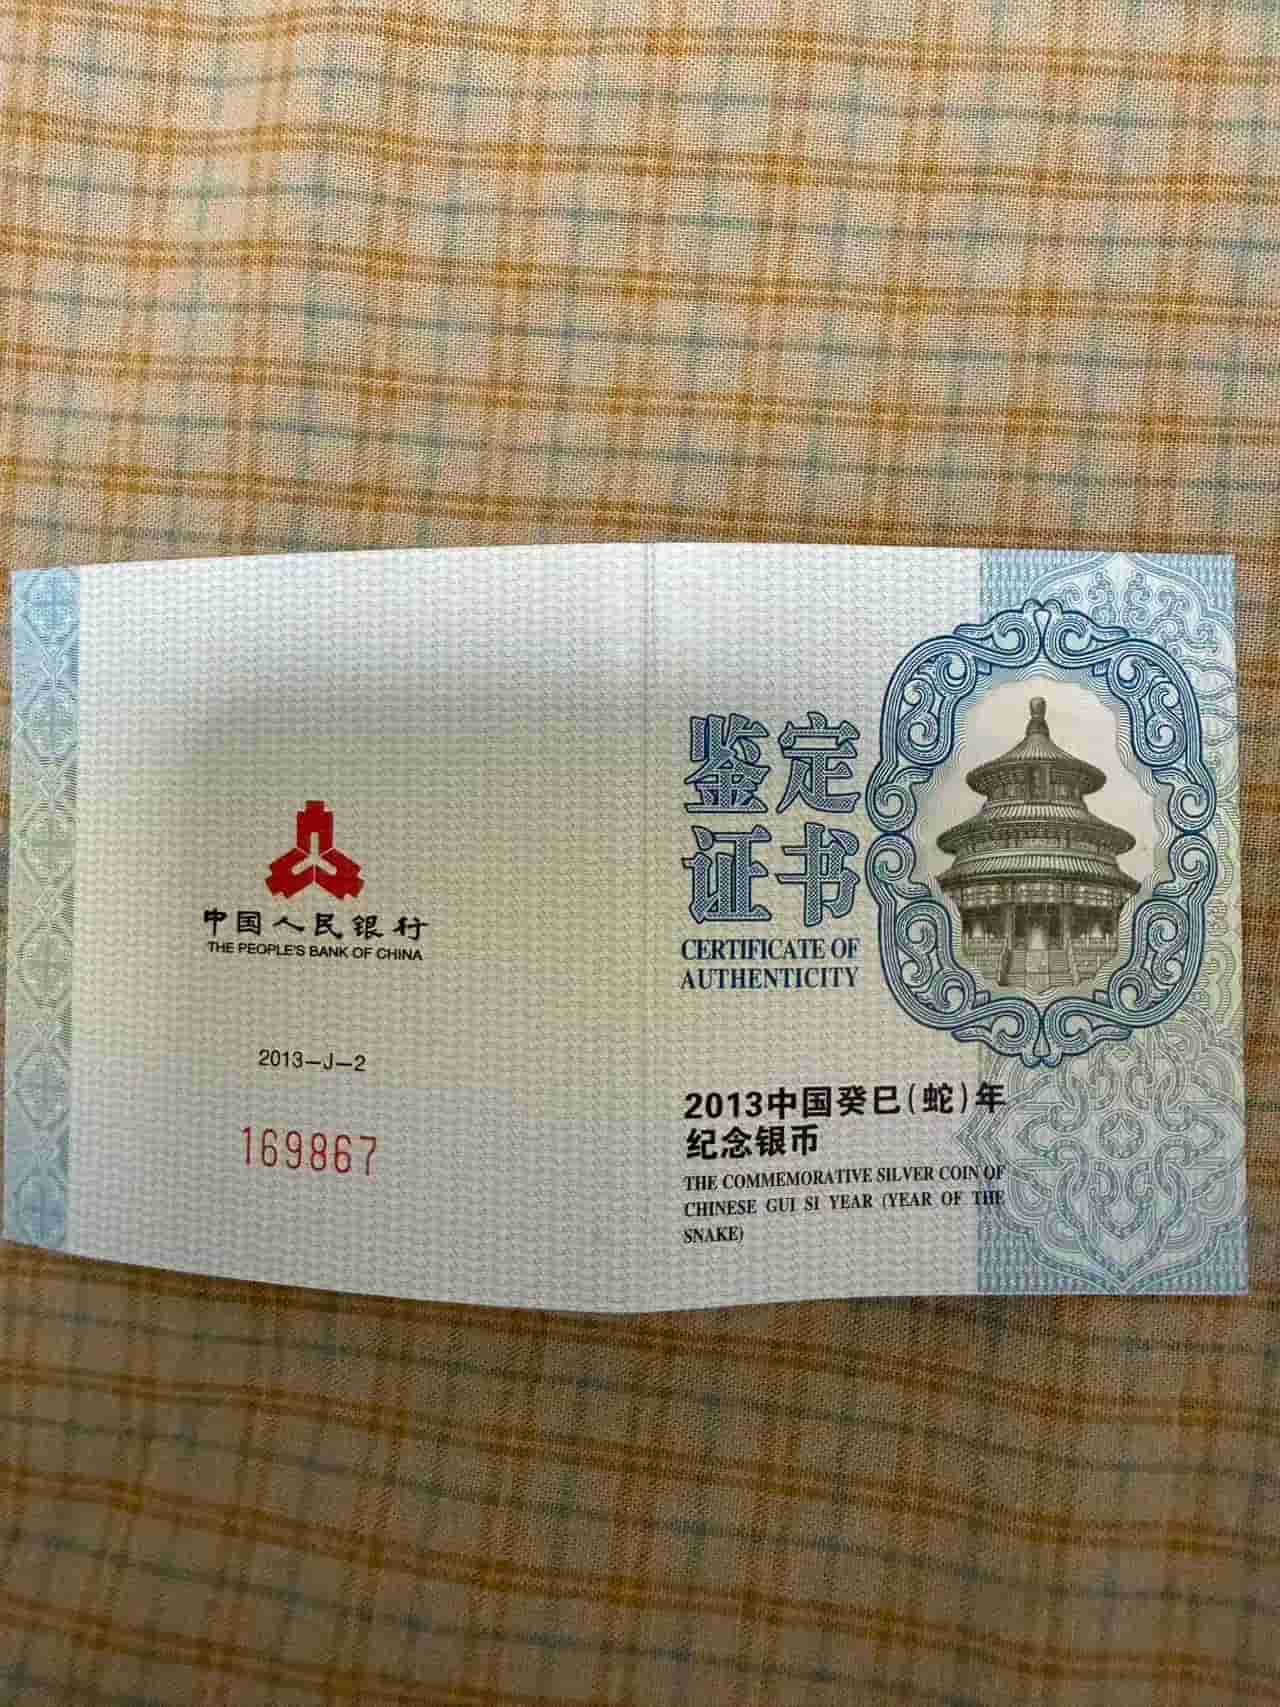 中国人民银行
THE PEOPLE'S BANK OF CHINA
2013—J—2
169867
鉴定
证书
CERTIFICATE OF
AUTHENTICITY
2013中国癸巳(蛇)年
纪念银币
THE COMMEMORATIVE SILVER COIN OF
CHINESE GUI SI YEAR (YEAR OF THE
SNAKE)